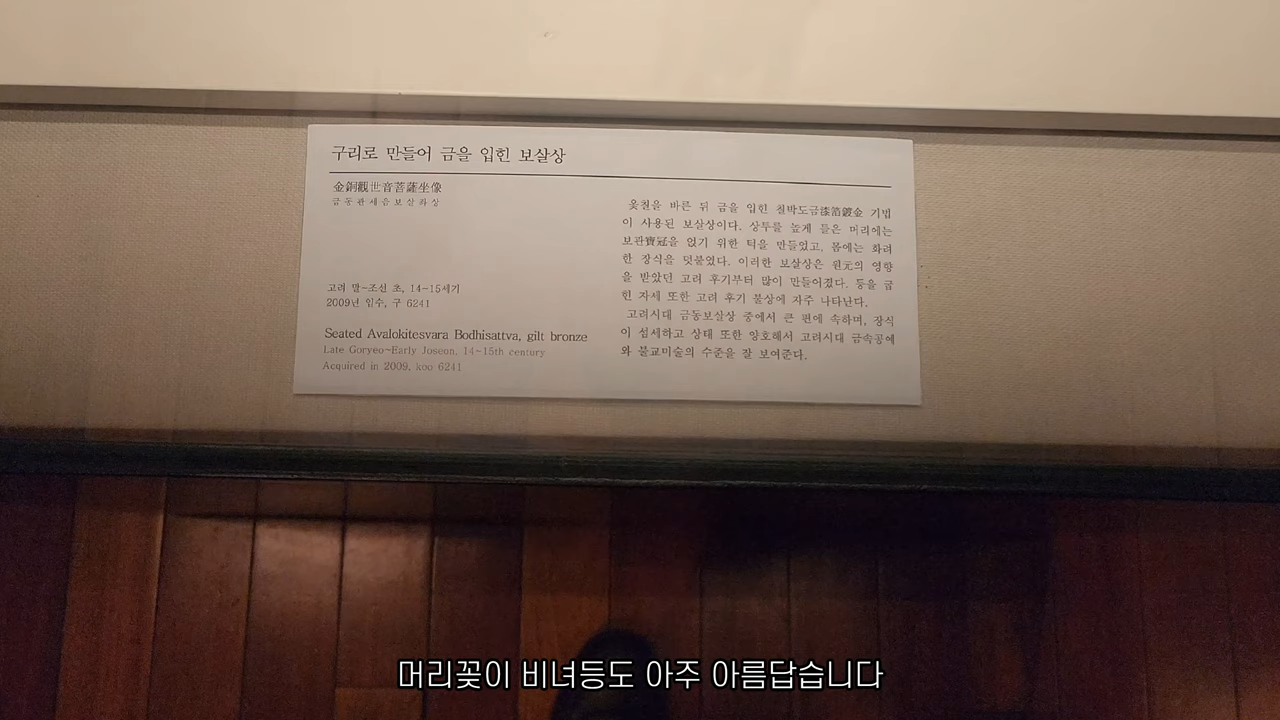 구리로 만들어 금을 입힌 보살상
金銅觀世音菩薩坐像
금동관세음보살좌상
고려 말~조선 초, 14-15세기
2009년 입수, 구 6241
Seated Avalokitesvara Bodhisattva, gilt bronze
Late Goryeo~Early Joseon, 14-15th century
Acquired in 2009, koo 6241
옻칠을 바른 뒤 금을 입힌 칠박도금漆箔鍍金 기법
이 사용된 보살상이다. 상투를 높게 틀은 머리에는
보관寶冠을 얹기 위한 턱을 만들었고, 몸에는 화려
한 장식을 덧붙였다. 이러한 보살상은 원元의 영향
을 받았던 고려 후기부터 많이 만들어졌다. 등을 굽
힌 자세 또한 고려 후기 불상에 자주 나타난다.
고려시대 금동보살상 중에서 큰 편에 속하며, 장식
이 섬세하고 상태 또한 양호해서 고려시대 금속공예
와 불교미술의 수준을 잘 보여준다.
머리꽂이 비녀등도 아주 아름답습니다